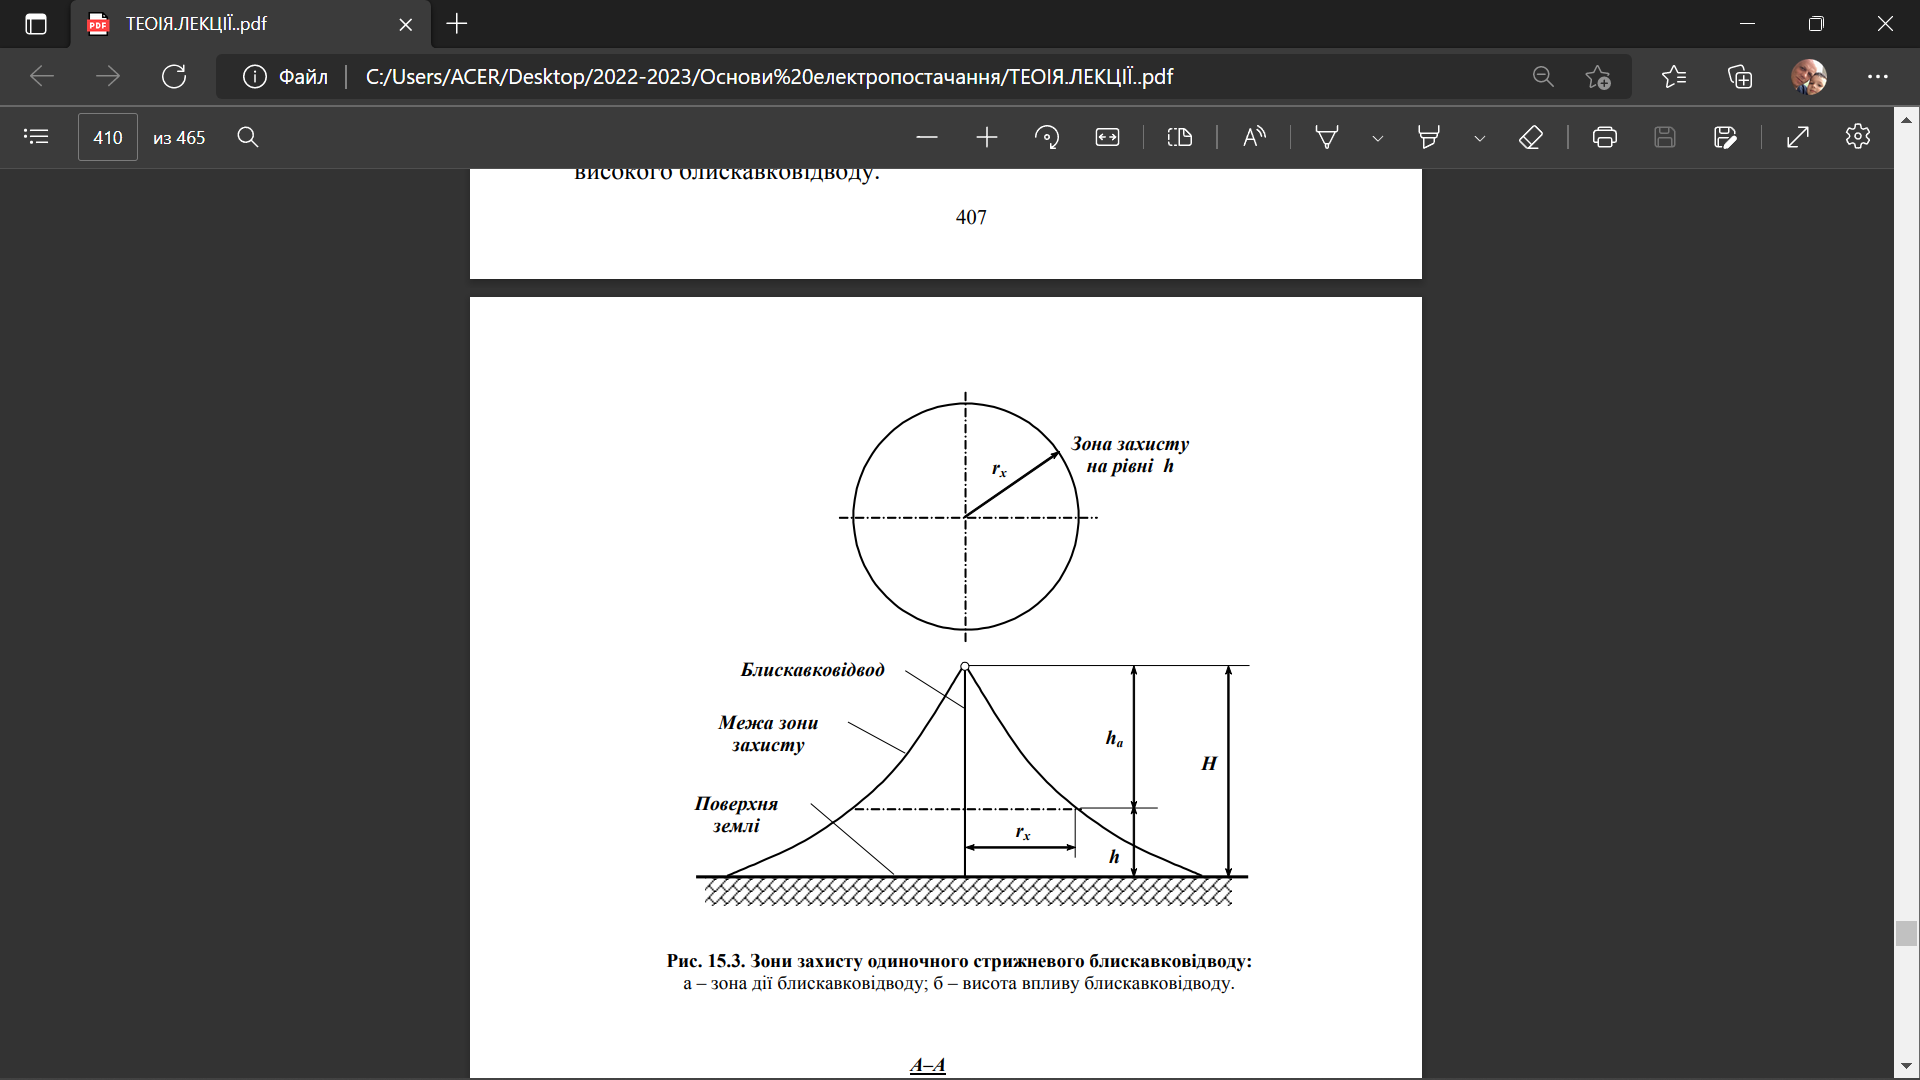 ТЕОІЯ.ЛЕКЦІЇ..pdf
Файл
C:/Users/ACER/Desktop/2022-2023/Основи%20електропостачання/ТЕОІЯ.ЛЕКЦІЇ..pdf
410 из 465
високого блискавковідводу.
407
Зона захисту
на рівні h
rx
Блискавковідвод
Межа зони
захисту
ha
H
Поверхня
землі
rx
h
Рис. 15.3. Зони захисту одиночного стрижневого блискавковідводу:
а – зона дії блискавковідводу; б – висота впливу блискавковідводу.
А–А